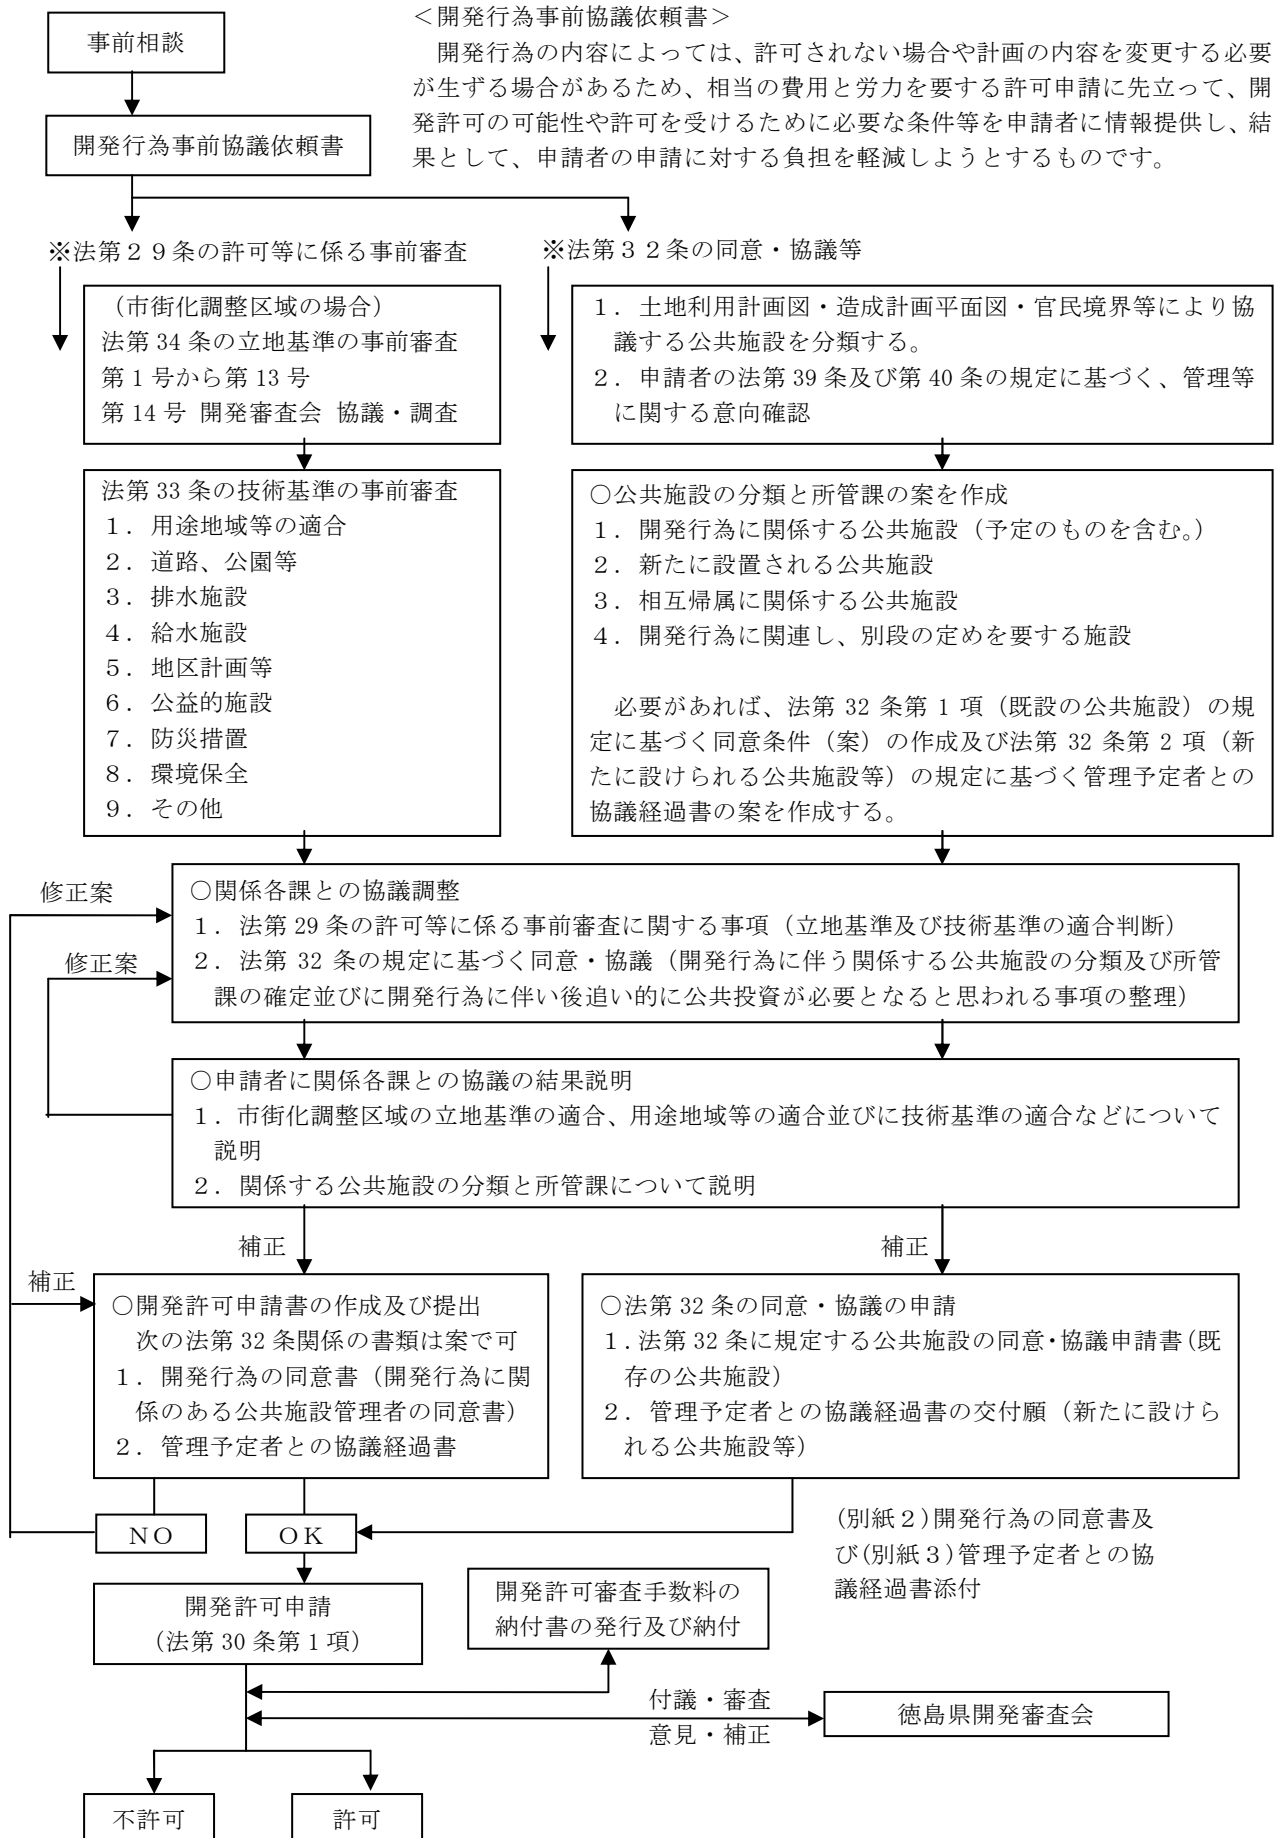 事前相談
開発行為事前協議依頼書
＜開発行為事前協議依頼書＞
　開発行為の内容によっては、許可されない場合や計画の内容を変更する必要
が生ずる場合があるため、相当の費用と労力を要する許可申請に先立って、開
発許可の可能性や許可を受けるために必要な条件等を申請者に情報提供し、結
果として、申請者の申請に対する負担を軽減しようとするものです。
※法第２９条の許可等に係る事前審査
（市街化調整区域の場合）
法第 34 条の立地基準の事前審査
第 1 号から第 13 号
第 14 号 開発審査会 協議・調査
法第 33 条の技術基準の事前審査
１．用途地域等の適合
２．道路、公園等
３．排水施設
４．給水施設
５．地区計画等
６．公益的施設
７．防災措置
８．環境保全
９．その他
※法第３２条の同意・協議等
１．土地利用計画図・造成計画平面図・官民境界等により協
議する公共施設を分類する。
２．申請者の法第 39 条及び第 40 条の規定に基づく、管理等
に関する意向確認
○公共施設の分類と所管課の案を作成
１．開発行為に関係する公共施設（予定のものを含む。）
２．新たに設置される公共施設
３．相互帰属に関係する公共施設
４．開発行為に関連し、別段の定めを要する施設
　必要があれば、法第 32 条第 1 項（既設の公共施設）の規
定に基づく同意条件（案）の作成及び法第 32 条第 2 項（新
たに設けられる公共施設等）の規定に基づく管理予定者との
協議経過書の案を作成する。
修正案
修正案
○関係各課との協議調整
１．法第 29 条の許可等に係る事前審査に関する事項（立地基準及び技術基準の適合判断）
２．法第 32 条の規定に基づく同意・協議（開発行為に伴う関係する公共施設の分類及び所管
課の確定並びに開発行為に伴い後追い的に公共投資が必要となると思われる事項の整理）
○申請者に関係各課との協議の結果説明
１．市街化調整区域の立地基準の適合、用途地域等の適合並びに技術基準の適合などについて
説明
２．関係する公共施設の分類と所管課について説明
補正
補正
補正
○開発許可申請書の作成及び提出
次の法第 32 条関係の書類は案で可
１．開発行為の同意書（開発行為に関
係のある公共施設管理者の同意書）
２．管理予定者との協議経過書
○法第 32 条の同意・協議の申請
１．法第 32 条に規定する公共施設の同意・協議申請書（既
存の公共施設）
２．管理予定者との協議経過書の交付願（新たに設けら
れる公共施設等）
ＮＯ
ＯＫ
(別紙２)開発行為の同意書及
び(別紙３)管理予定者との協
議経過書添付
開発許可申請
（法第 30 条第 1 項）
開発許可審査手数料の
納付書の発行及び納付
付議・審査
意見・補正
徳島県開発審査会
不許可
許可